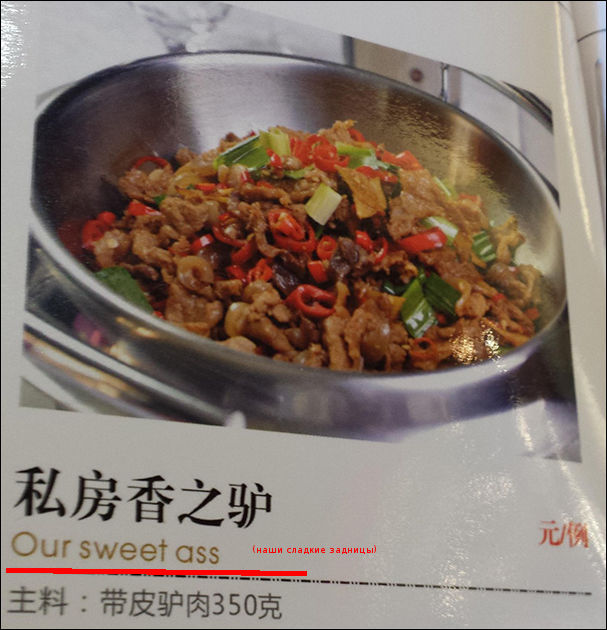 私房香之驴
元/例
Our sweet ass
(наши сладкие задницы)
主料：带皮驴肉350克